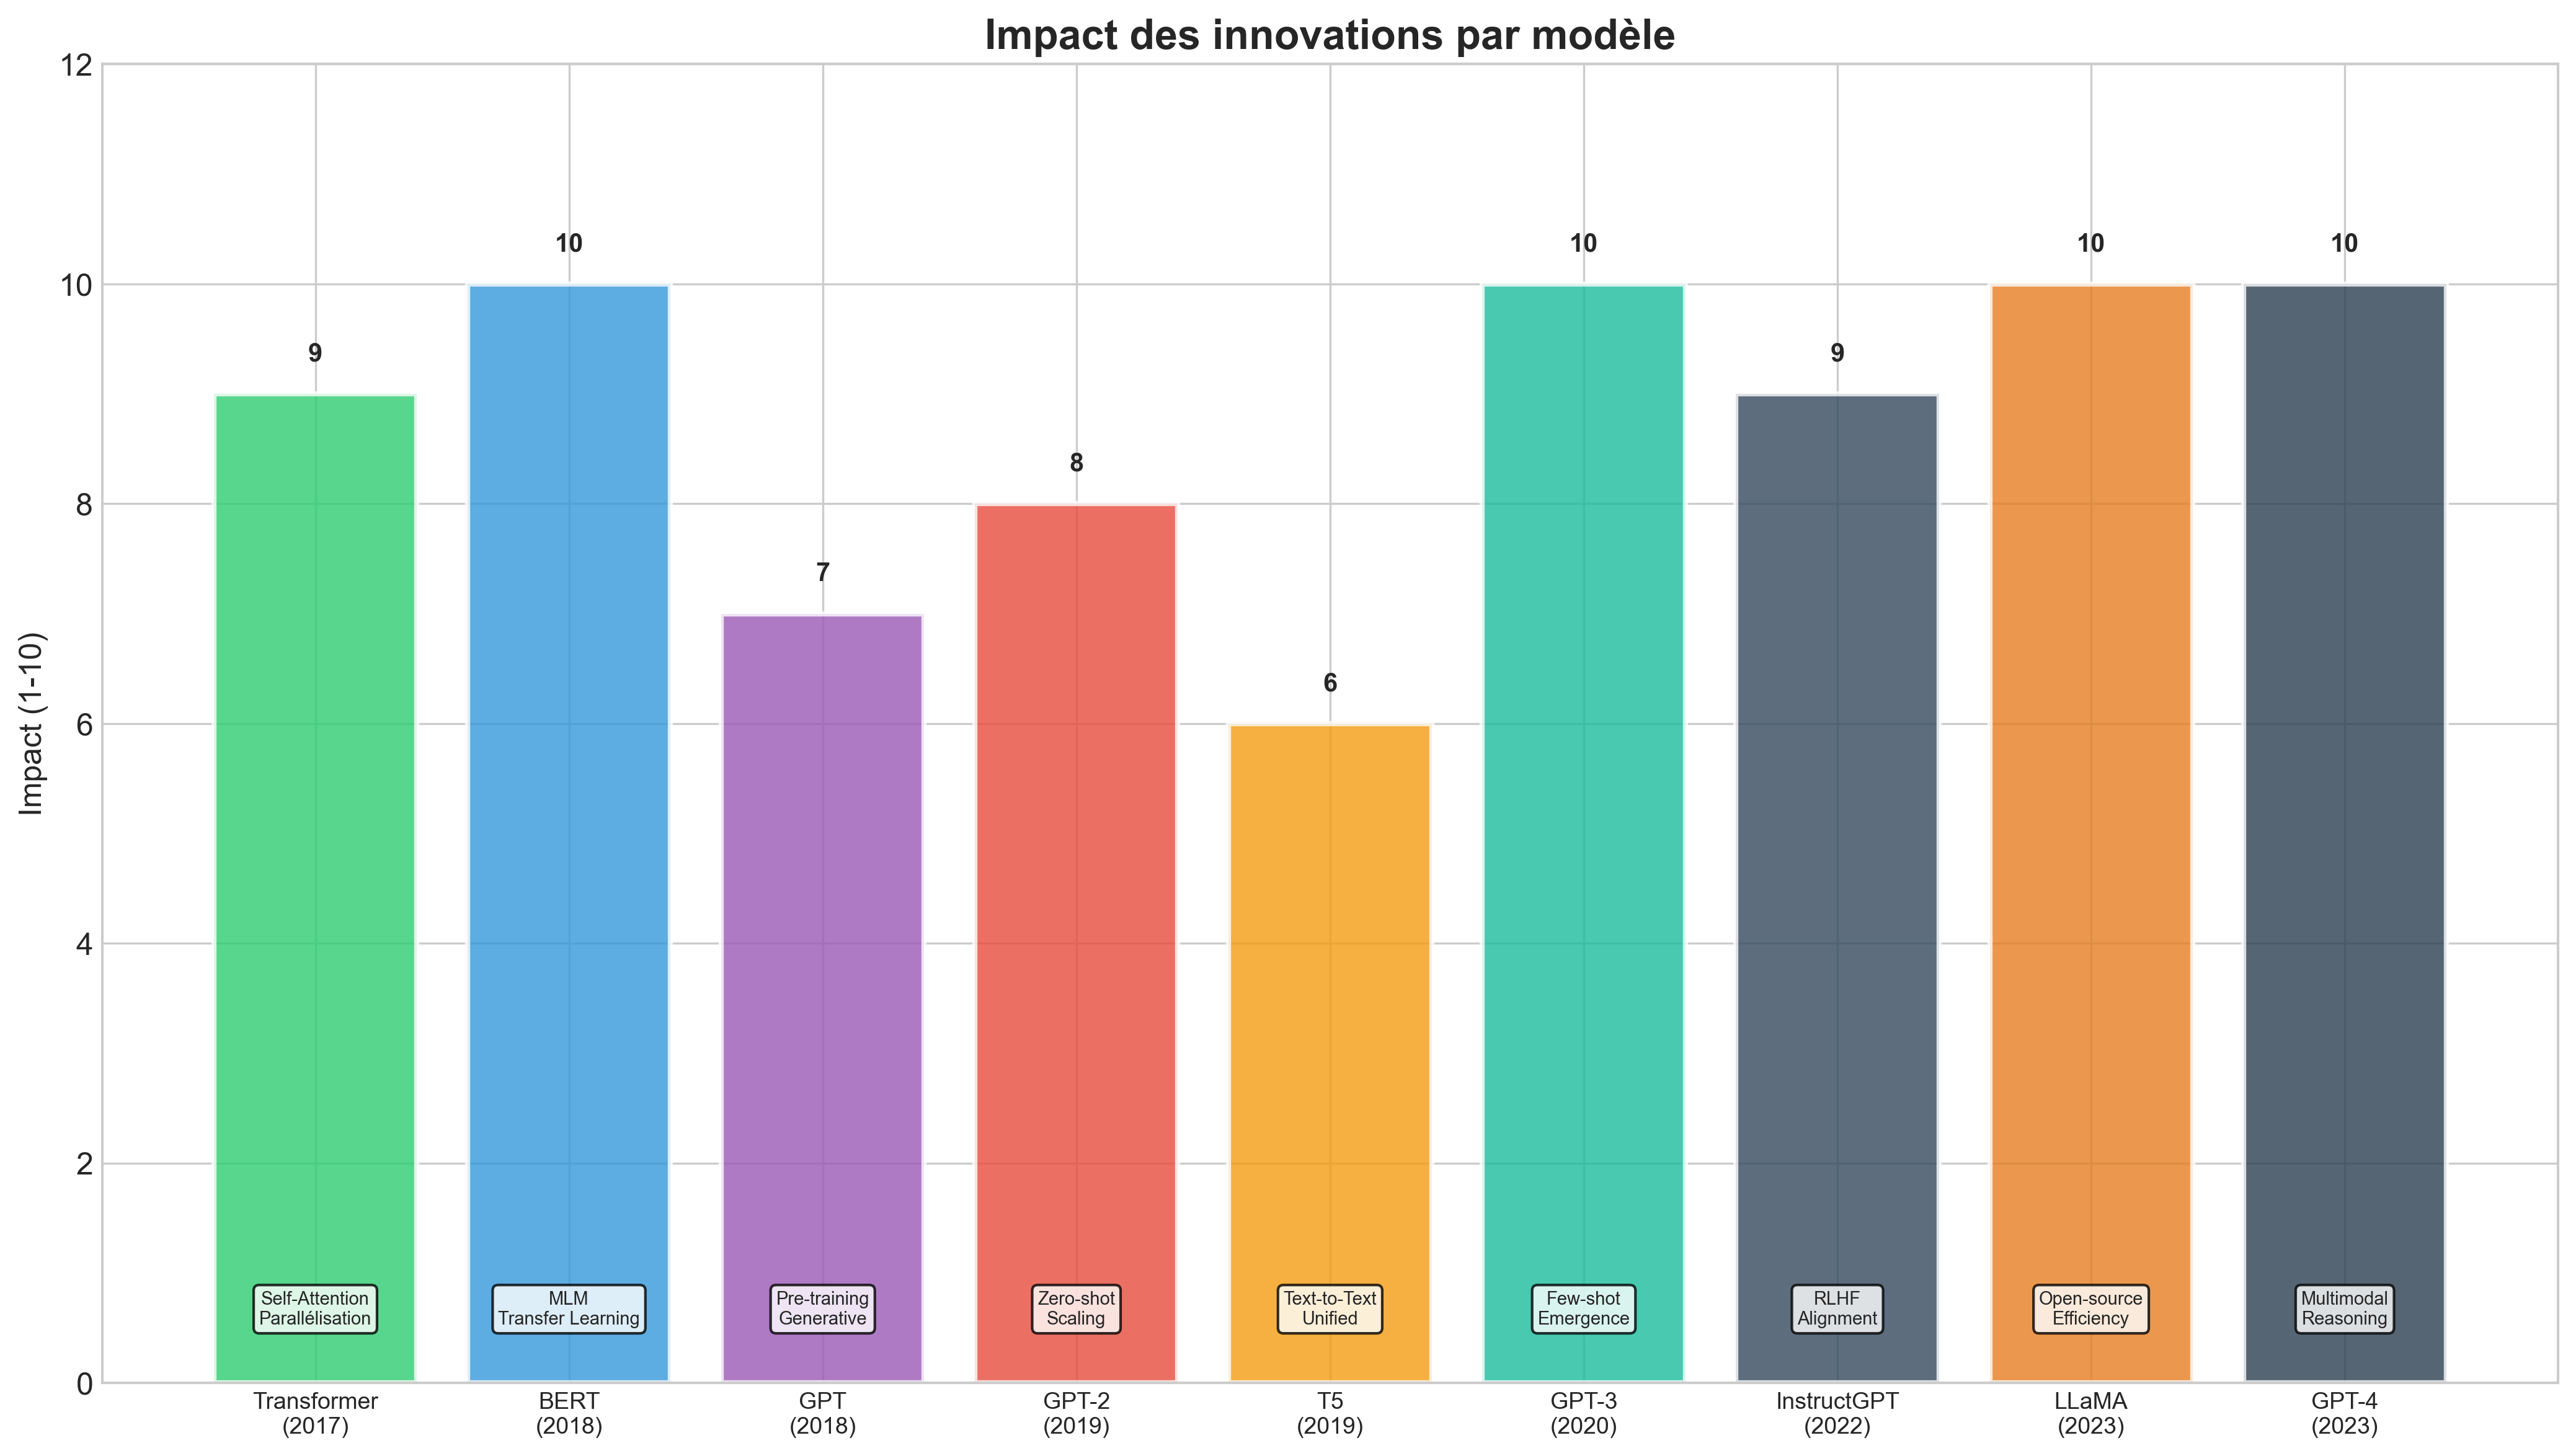 Impact des innovations par modèle
Impact (1-10)
12
10
8
6
4
2
0
9
10
7
8
6
10
9
10
10
Self-Attention
Parallélisation
MLM
Transfer Learning
Pre-training
Generative
Zero-shot
Scaling
Text-to-Text
Unified
Few-shot
Emergence
RLHF
Alignment
Open-source
Efficiency
Multimodal
Reasoning
Transformer
(2017)
BERT
(2018)
GPT
(2018)
GPT-2
(2019)
T5
(2019)
GPT-3
(2020)
InstructGPT
(2022)
LLaMA
(2023)
GPT-4
(2023)